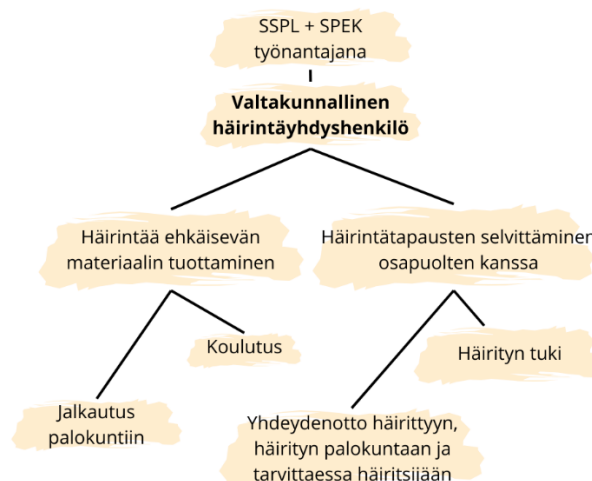 SSPL + SPEK
työnantajana
Valtakunnallinen
häirintäyhdyshenkilö
Häirintää ehkäisevän
materiaalin tuottaminen
Häirintätapausten selvittäminen
osapuolten kanssa
Koulutus
Häirityn tuki
Jalkautus
palokuntiin
Yhdeydenotto häirittyyn,
häirityn palokuntaan ja
tarvittaessa häiritsijään